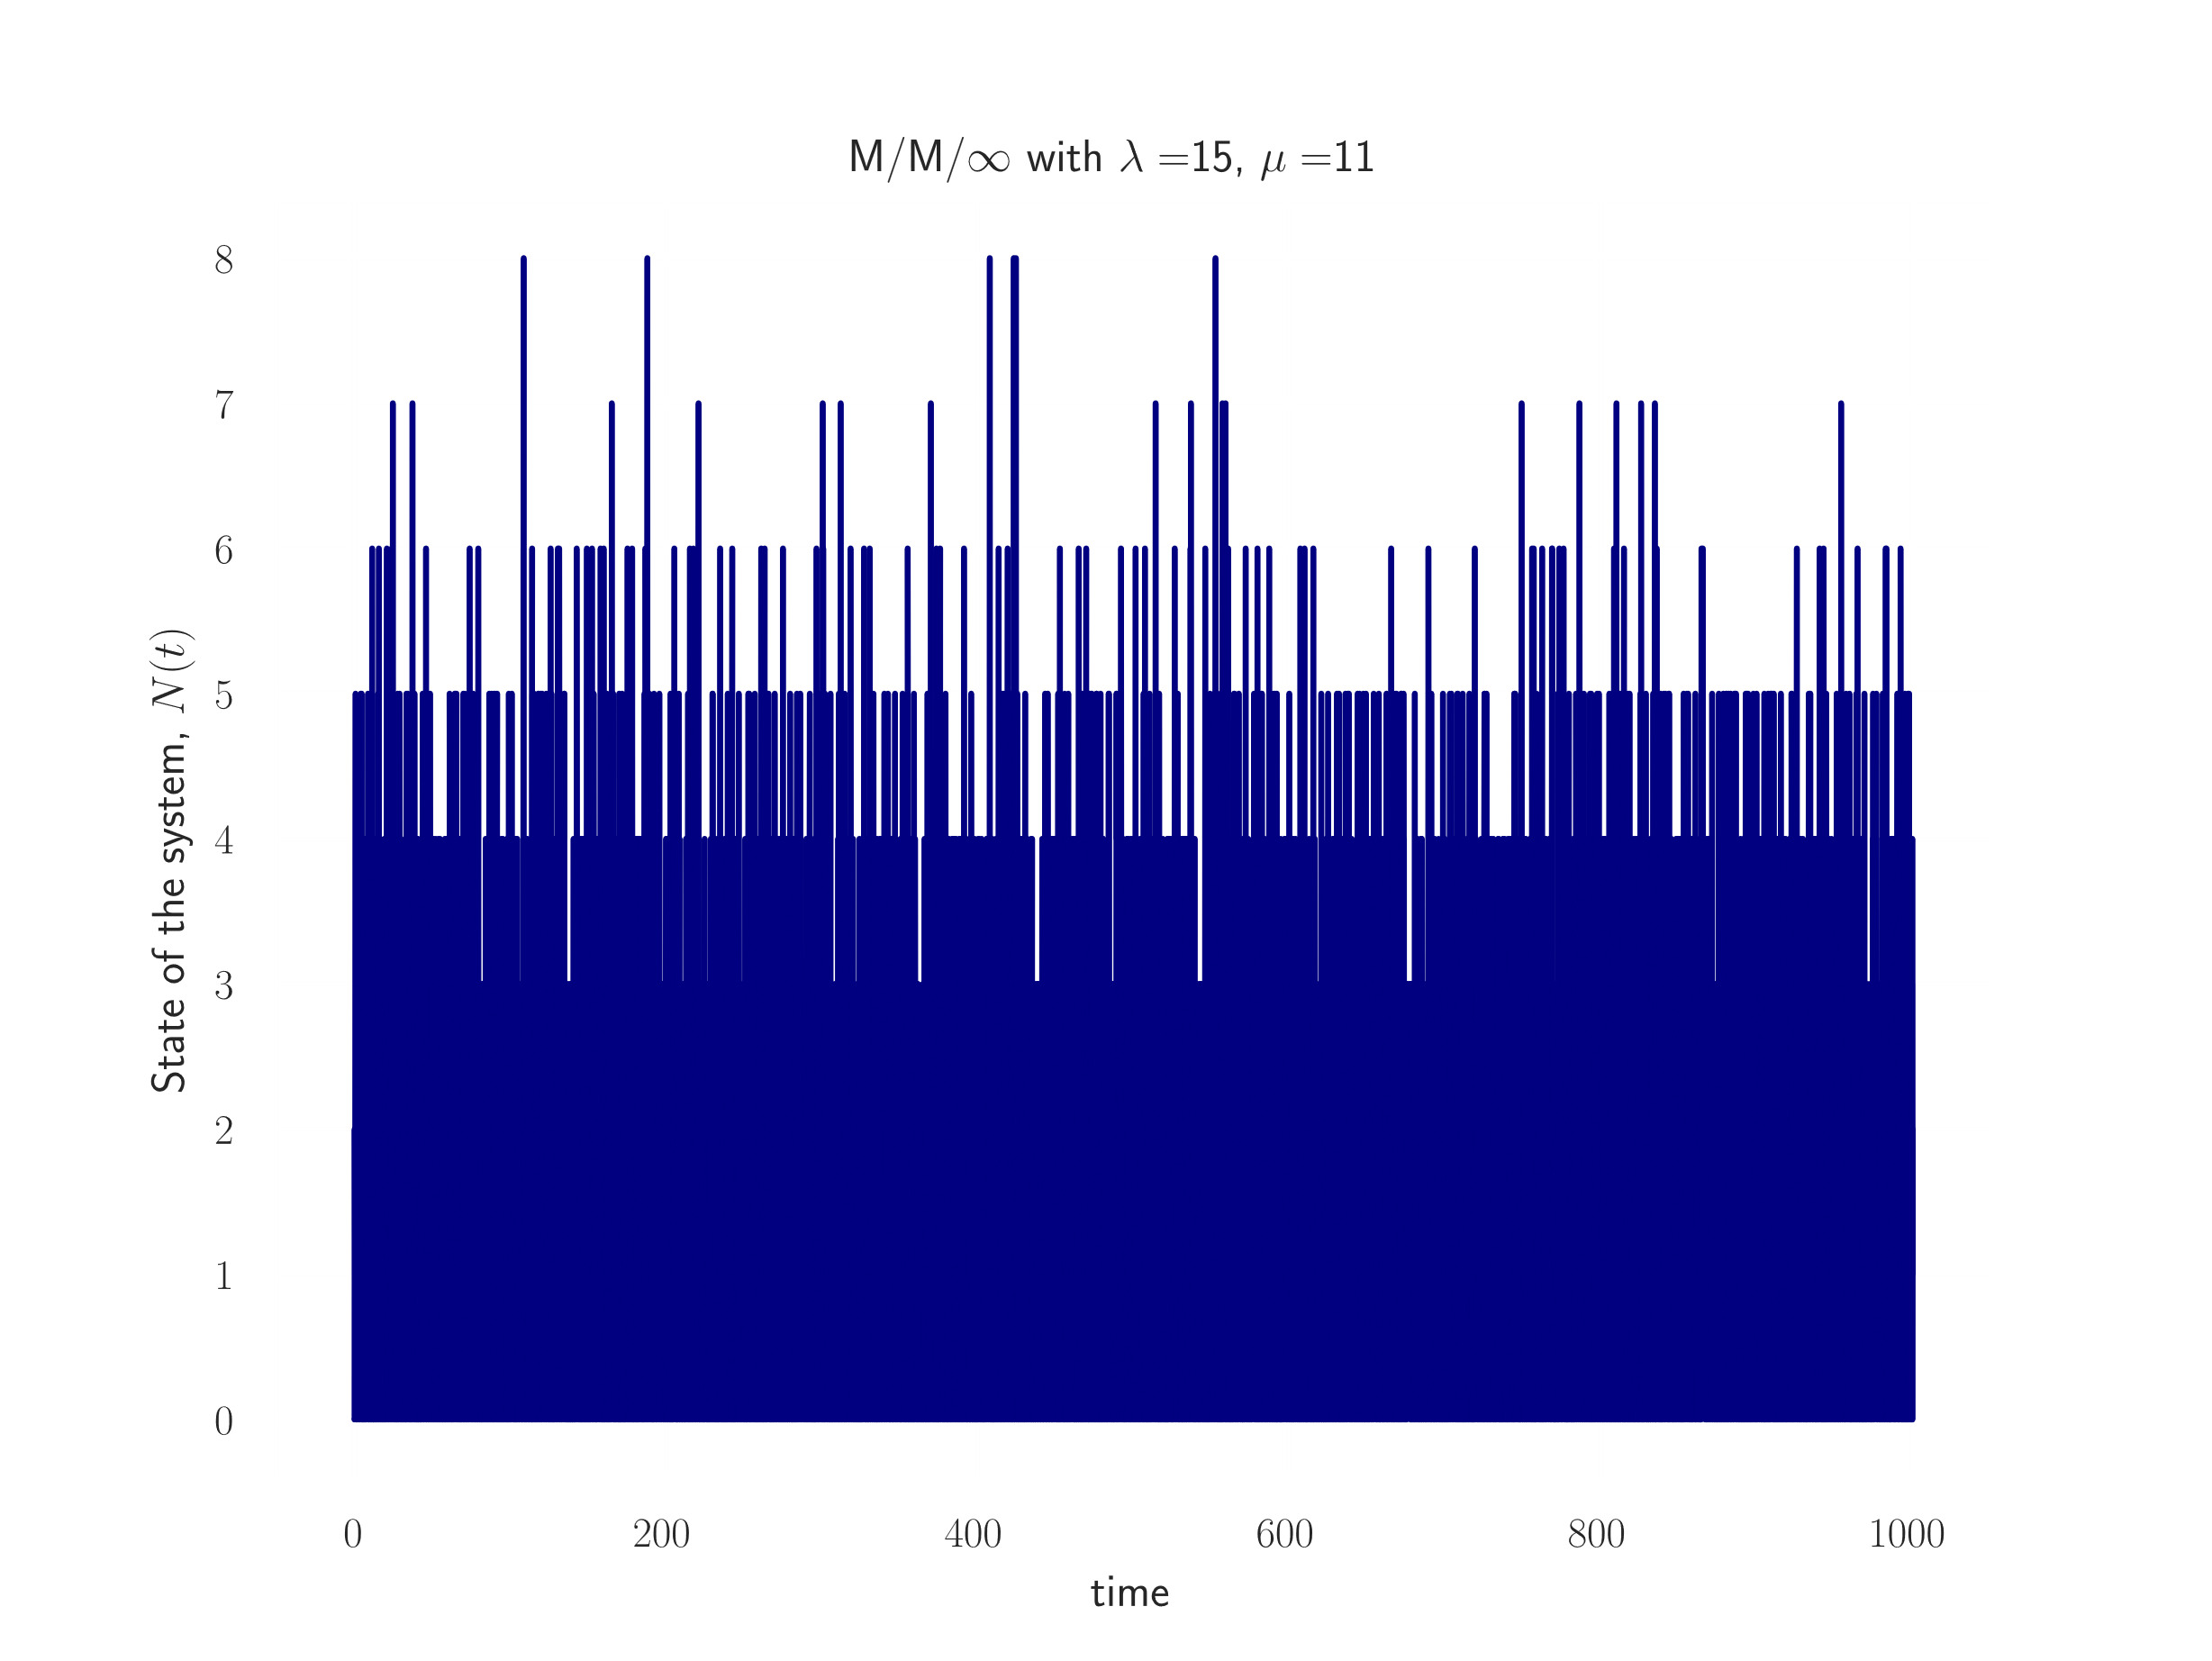 M/M/∞ with λ =15, μ =11
State of the system, N(t)
8
7
6
5
4
3
2
1
0
0 200 400 600 800 1000
time